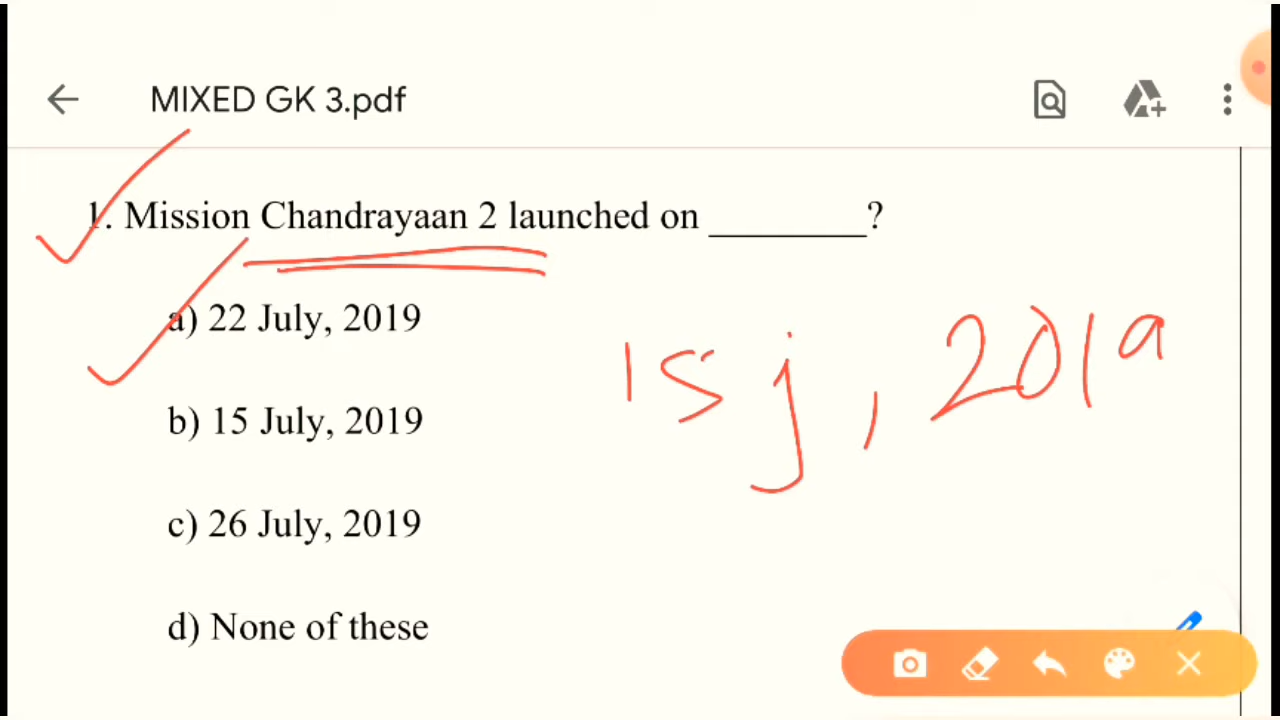 MIXED GK 3.pdf
1. Mission Chandrayaan 2 launched on ________?
a) 22 July, 2019
15 j, 2019
b) 15 July, 2019
c) 26 July, 2019
d) None of these